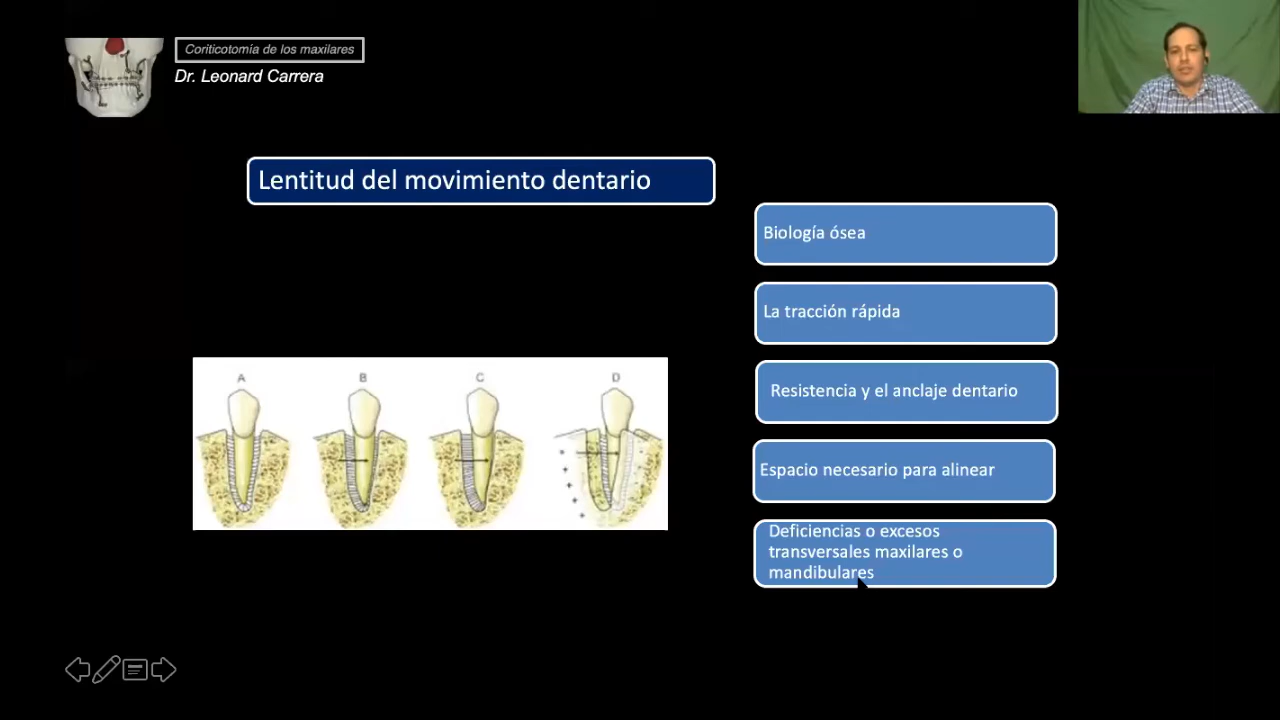 Coriticotomía de los maxilares
Dr. Leonard Carrera
Lentitud del movimiento dentario
Biología ósea
La tracción rápida
Resistencia y el anclaje dentario
Espacio necesario para alinear
Deficiencias o excesos
transversales maxilares o
mandibulares
A B C D